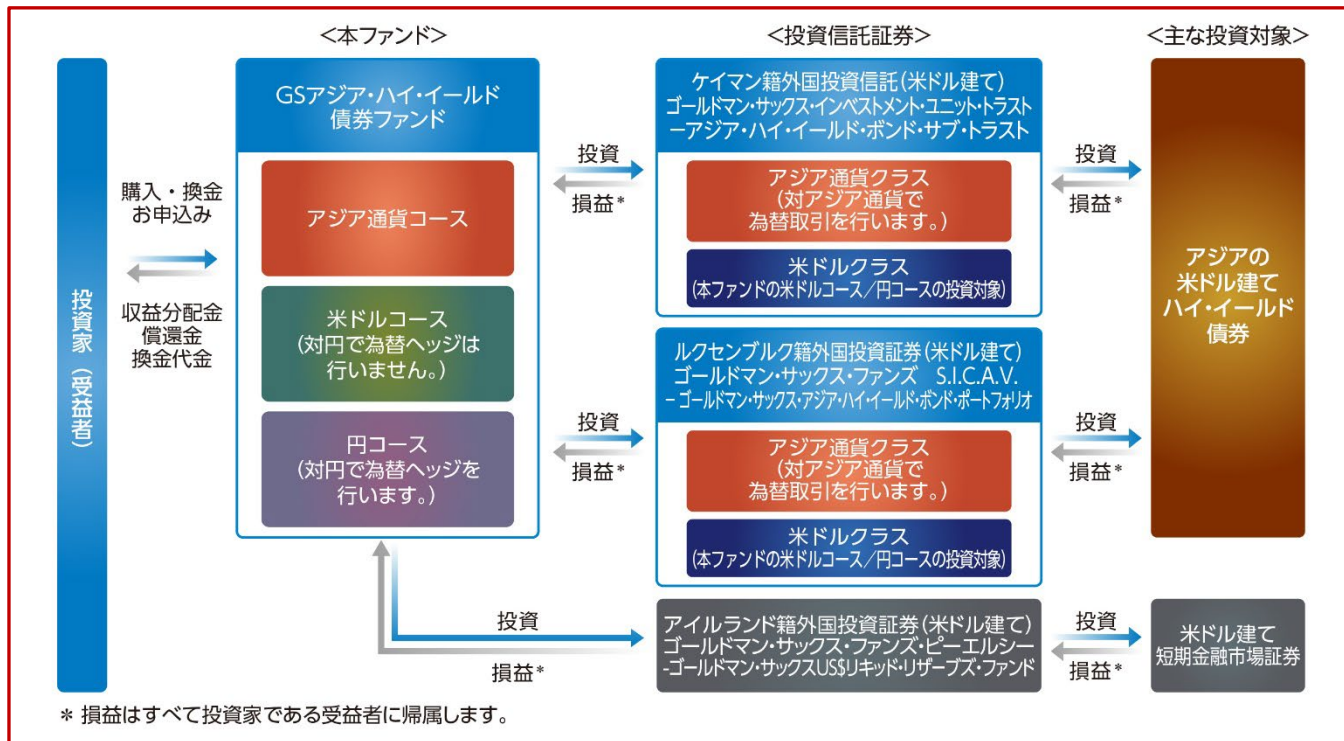 <本ファンド>
<投資信託証券>
<主な投資対象>
投資家（受益者）
購入・換金
お申込み
収益分配金
償還金
換金代金
GSアジア・ハイ・イールド
債券ファンド
アジア通貨コース
米ドルコース
(対円で為替ヘッジは
行いません。)
円コース
(対円で為替ヘッジを
行います。)
投資
損益*
投資
損益*
投資
損益*
ケイマン籍外国投資信託(米ドル建て)
ゴールドマン・サックス・インベストメント・ユニット・トラスト
－アジア・ハイ・イールド・ボンド・サブ・トラスト
アジア通貨クラス
(対アジア通貨で
為替取引を行います。)
米ドルクラス
(本ファンドの米ドルコース／円コースの投資対象)
ルクセンブルク籍外国投資証券(米ドル建て)
ゴールドマン・サックス・ファンズ S.I.C.A.V.
－ゴールドマン・サックス・アジア・ハイ・イールド・ボンド・ポートフォリオ
アジア通貨クラス
(対アジア通貨で
為替取引を行います。)
米ドルクラス
(本ファンドの米ドルコース／円コースの投資対象)
アイルランド籍外国投資証券(米ドル建て)
ゴールドマン・サックス・ファンズ・ピーエルシー
-ゴールドマン・サックスUS$リキッド・リザーブズ・ファンド
投資
損益*
投資
損益*
投資
損益*
アジアの
米ドル建て
ハイ・イールド
債券
米ドル建て
短期金融市場証券
* 損益はすべて投資家である受益者に帰属します。